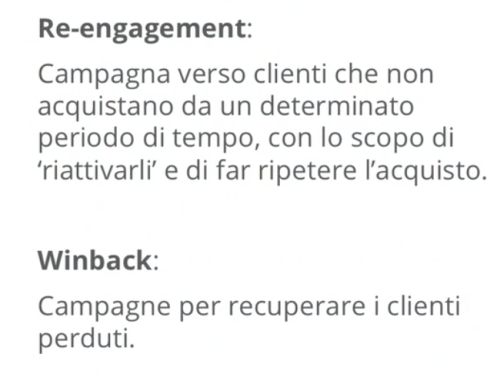 Re-engagement:
Campagna verso clienti che non
acquistano da un determinato
periodo di tempo, con lo scopo di
‘riattivarli’ e di far ripetere l’acquisto.
Winback:
Campagne per recuperare i clienti
perduti.